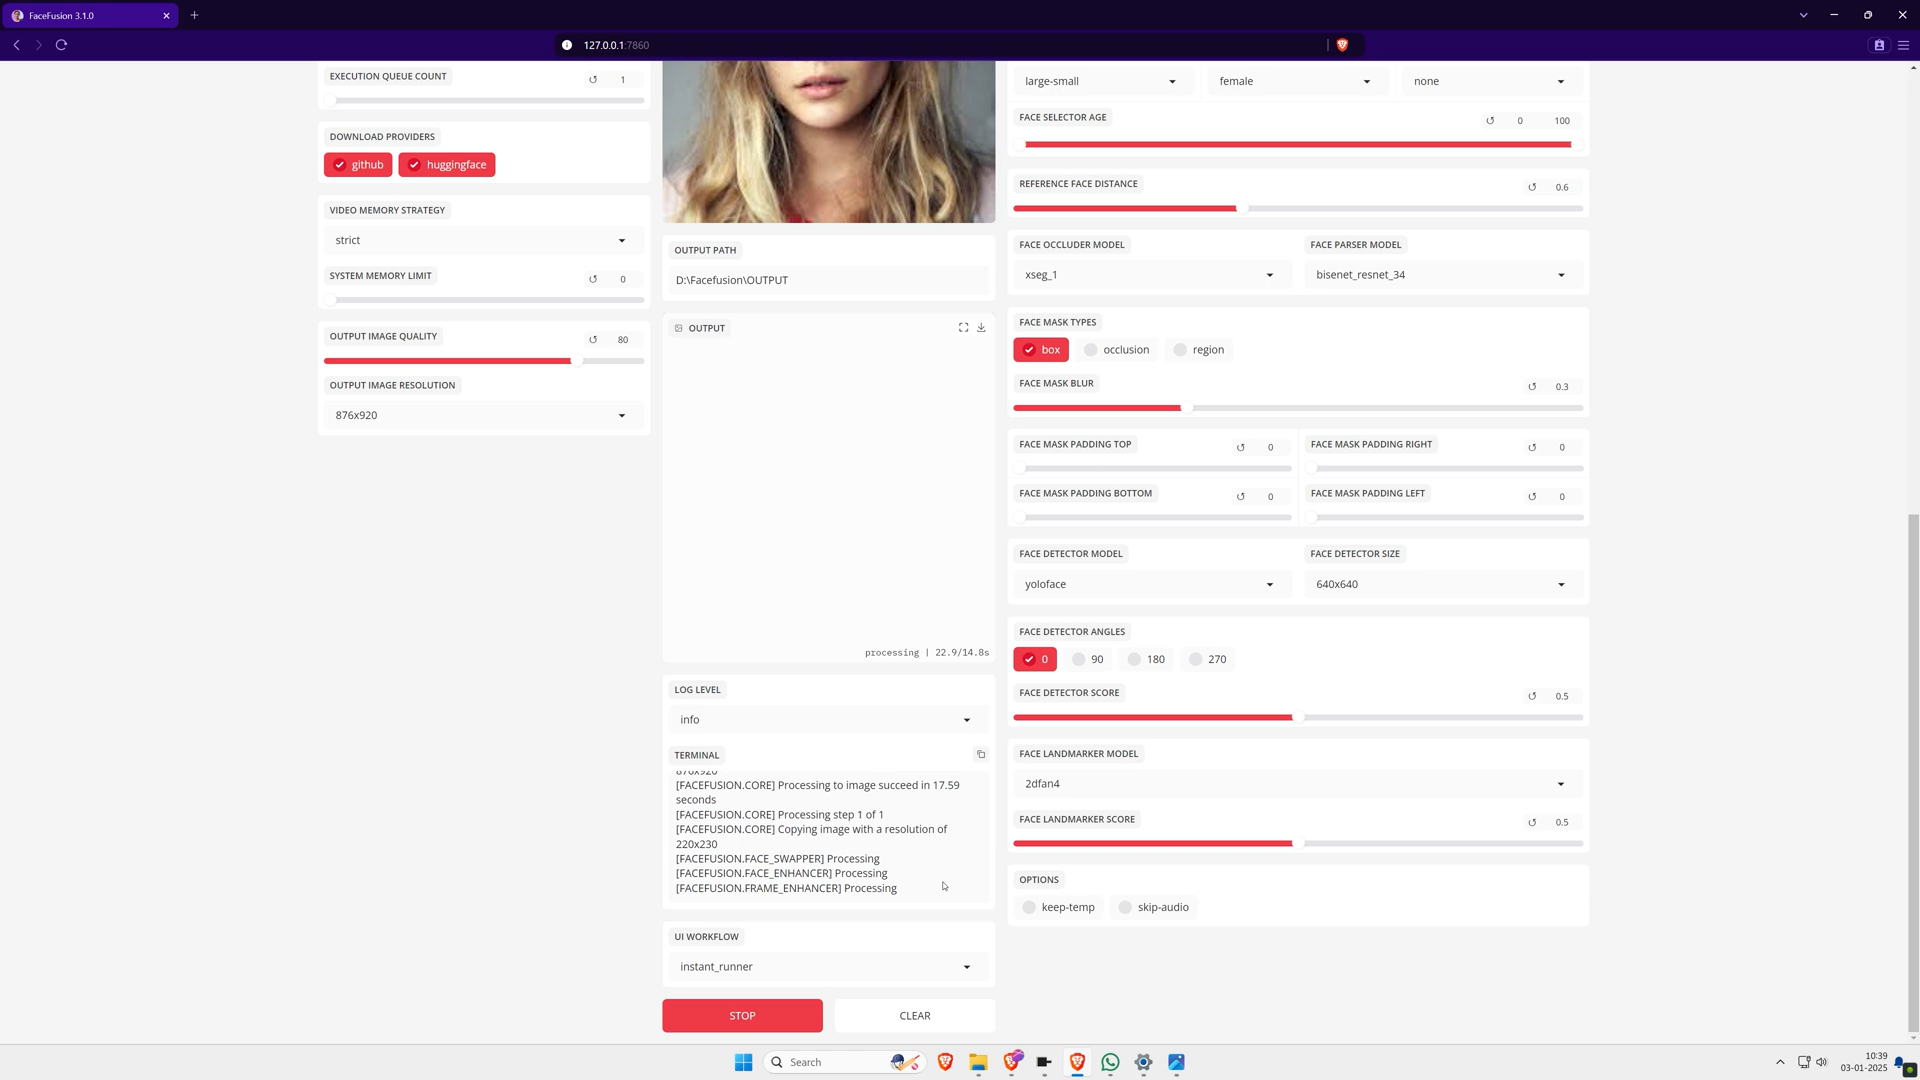 FaceFusion 3.1.0
127.0.0.1:7860
EXECUTION QUEUE COUNT
1
DOWNLOAD PROVIDERS
github
huggingface
VIDEO MEMORY STRATEGY
strict
SYSTEM MEMORY LIMIT
0
OUTPUT IMAGE QUALITY
80
OUTPUT IMAGE RESOLUTION
876x920
OUTPUT PATH
D:\Facefusion\OUTPUT
OUTPUT
processing | 22.9/14.8s
LOG LEVEL
info
TERMINAL
876x920
[FACEFUSION.CORE] Processing to image succeed in 17.59
seconds
[FACEFUSION.CORE] Processing step 1 of 1
[FACEFUSION.CORE] Copying image with a resolution of
220x230
[FACEFUSION.FACE_SWAPPER] Processing
[FACEFUSION.FACE_ENHANCER] Processing
[FACEFUSION.FRAME_ENHANCER] Processing
UI WORKFLOW
instant_runner
STOP
CLEAR
large-small
female
none
FACE SELECTOR AGE
0
100
REFERENCE FACE DISTANCE
0.6
FACE OCCLUDER MODEL
xseg_1
FACE PARSER MODEL
bisenet_resnet_34
FACE MASK TYPES
box
occlusion
region
FACE MASK BLUR
0.3
FACE MASK PADDING TOP
0
FACE MASK PADDING RIGHT
0
FACE MASK PADDING BOTTOM
0
FACE MASK PADDING LEFT
0
FACE DETECTOR MODEL
yoloface
FACE DETECTOR SIZE
640x640
FACE DETECTOR ANGLES
0
90
180
270
FACE DETECTOR SCORE
0.5
FACE LANDMARKER MODEL
2dfan4
FACE LANDMARKER SCORE
0.5
OPTIONS
keep-temp
skip-audio
Search
10:39
03-01-2025